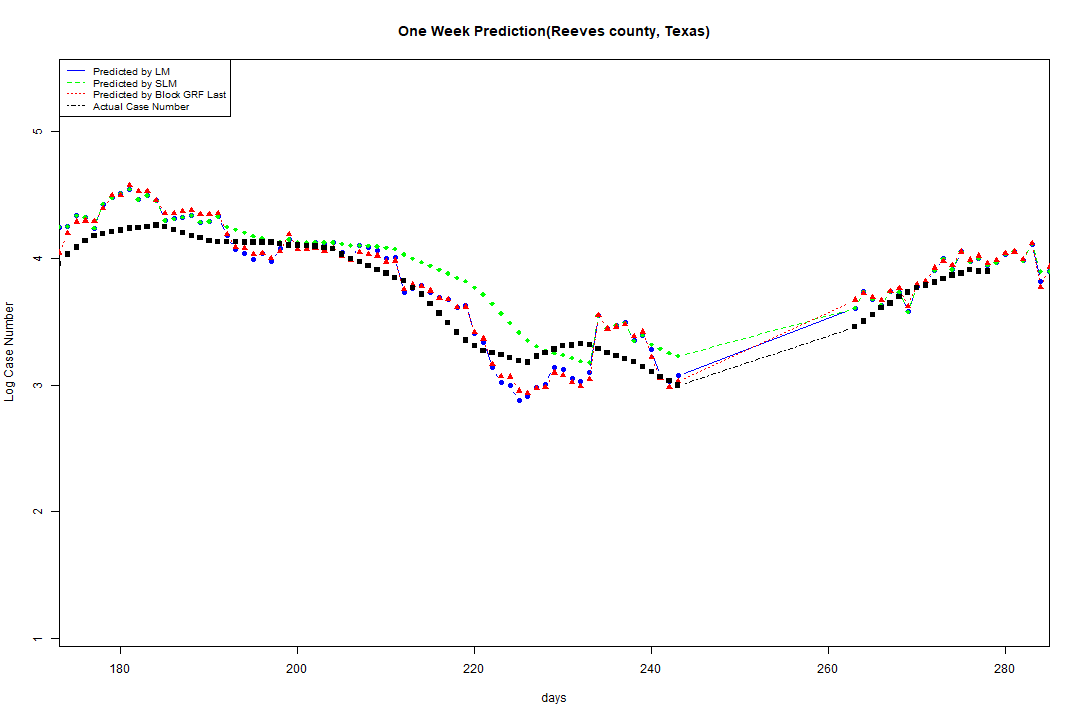 One Week Prediction(Reeves county, Texas)
Predicted by LM
Predicted by SLM
Predicted by Block GRF Last
Actual Case Number
5
4
3
2
1
Log Case Number
180 200 220 240 260 280
days